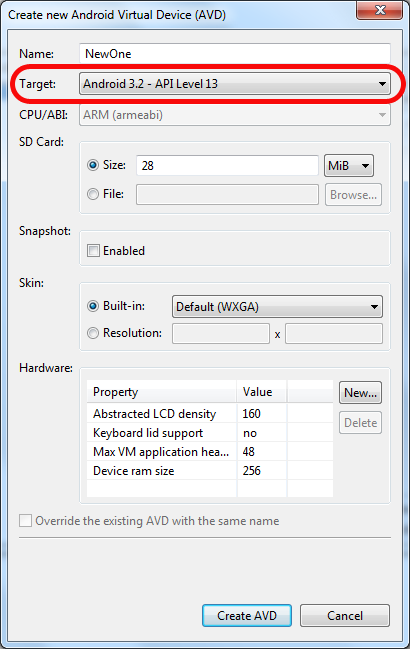 Create new Android Virtual Device (AVD)
Name: NewOne
Target: Android 3.2 - API Level 13
CPU/ABI: ARM (armeabi)
SD Card:
Size: 28 MiB
File: Browse...
Snapshot:
Enabled
Skin:
Built-in: Default (WXGA)
Resolution: x
Hardware:
Property Value New...
Abstracted LCD density 160
Keyboard lid support no Delete
Max VM application hea... 48
Device ram size 256
Override the existing AVD with the same name
Create AVD Cancel